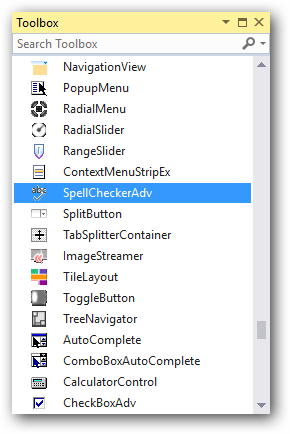 Toolbox
Search Toolbox
NavigationView
PopupMenu
RadialMenu
RadialSlider
RangeSlider
ContextMenuStripEx
SpellCheckerAdv
SplitButton
TabSplitterContainer
ImageStreamer
TileLayout
ToggleButton
TreeNavigator
AutoComplete
ComboBoxAutoComplete
CalculatorControl
CheckBoxAdv